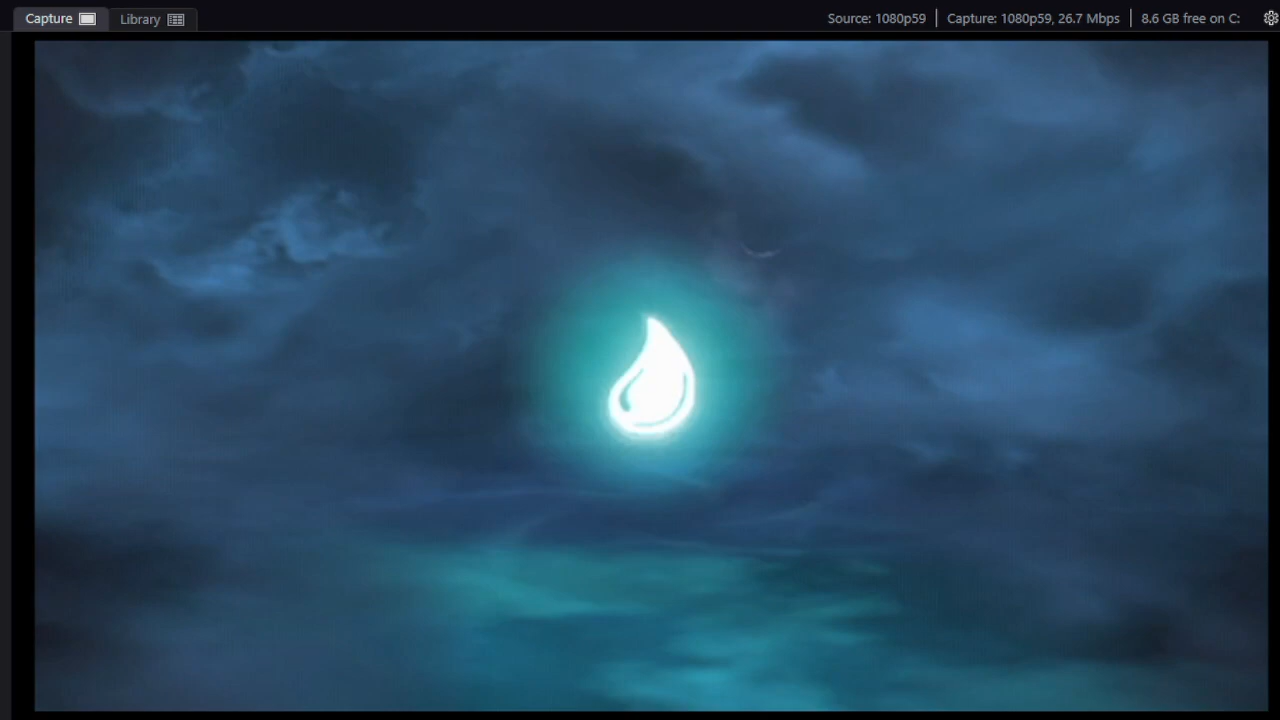 Capture
Library
Source: 1080p59
Capture: 1080p59, 26.7 Mbps
8.6 GB free on C: